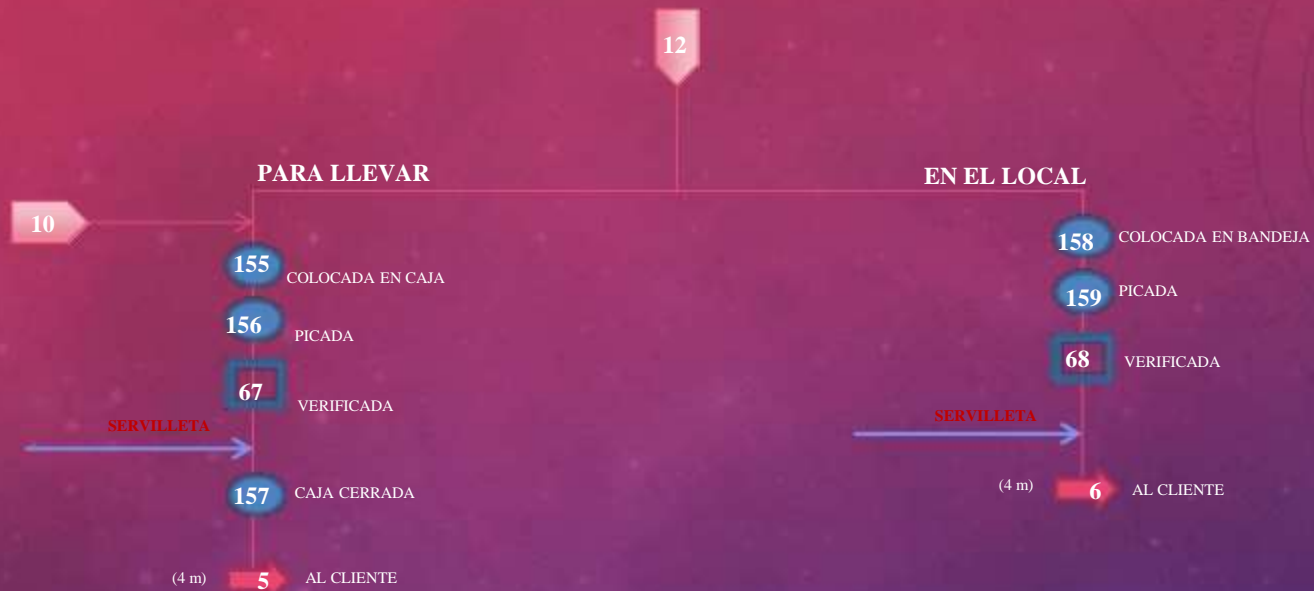 12
PARA LLEVAR
10
155 COLOCADA EN CAJA
156 PICADA
67 VERIFICADA
SERVILLETA
157 CAJA CERRADA
(4 m) 5 AL CLIENTE
EN EL LOCAL
158 COLOCADA EN BANDEJA
159 PICADA
68 VERIFICADA
SERVILLETA
(4 m) 6 AL CLIENTE